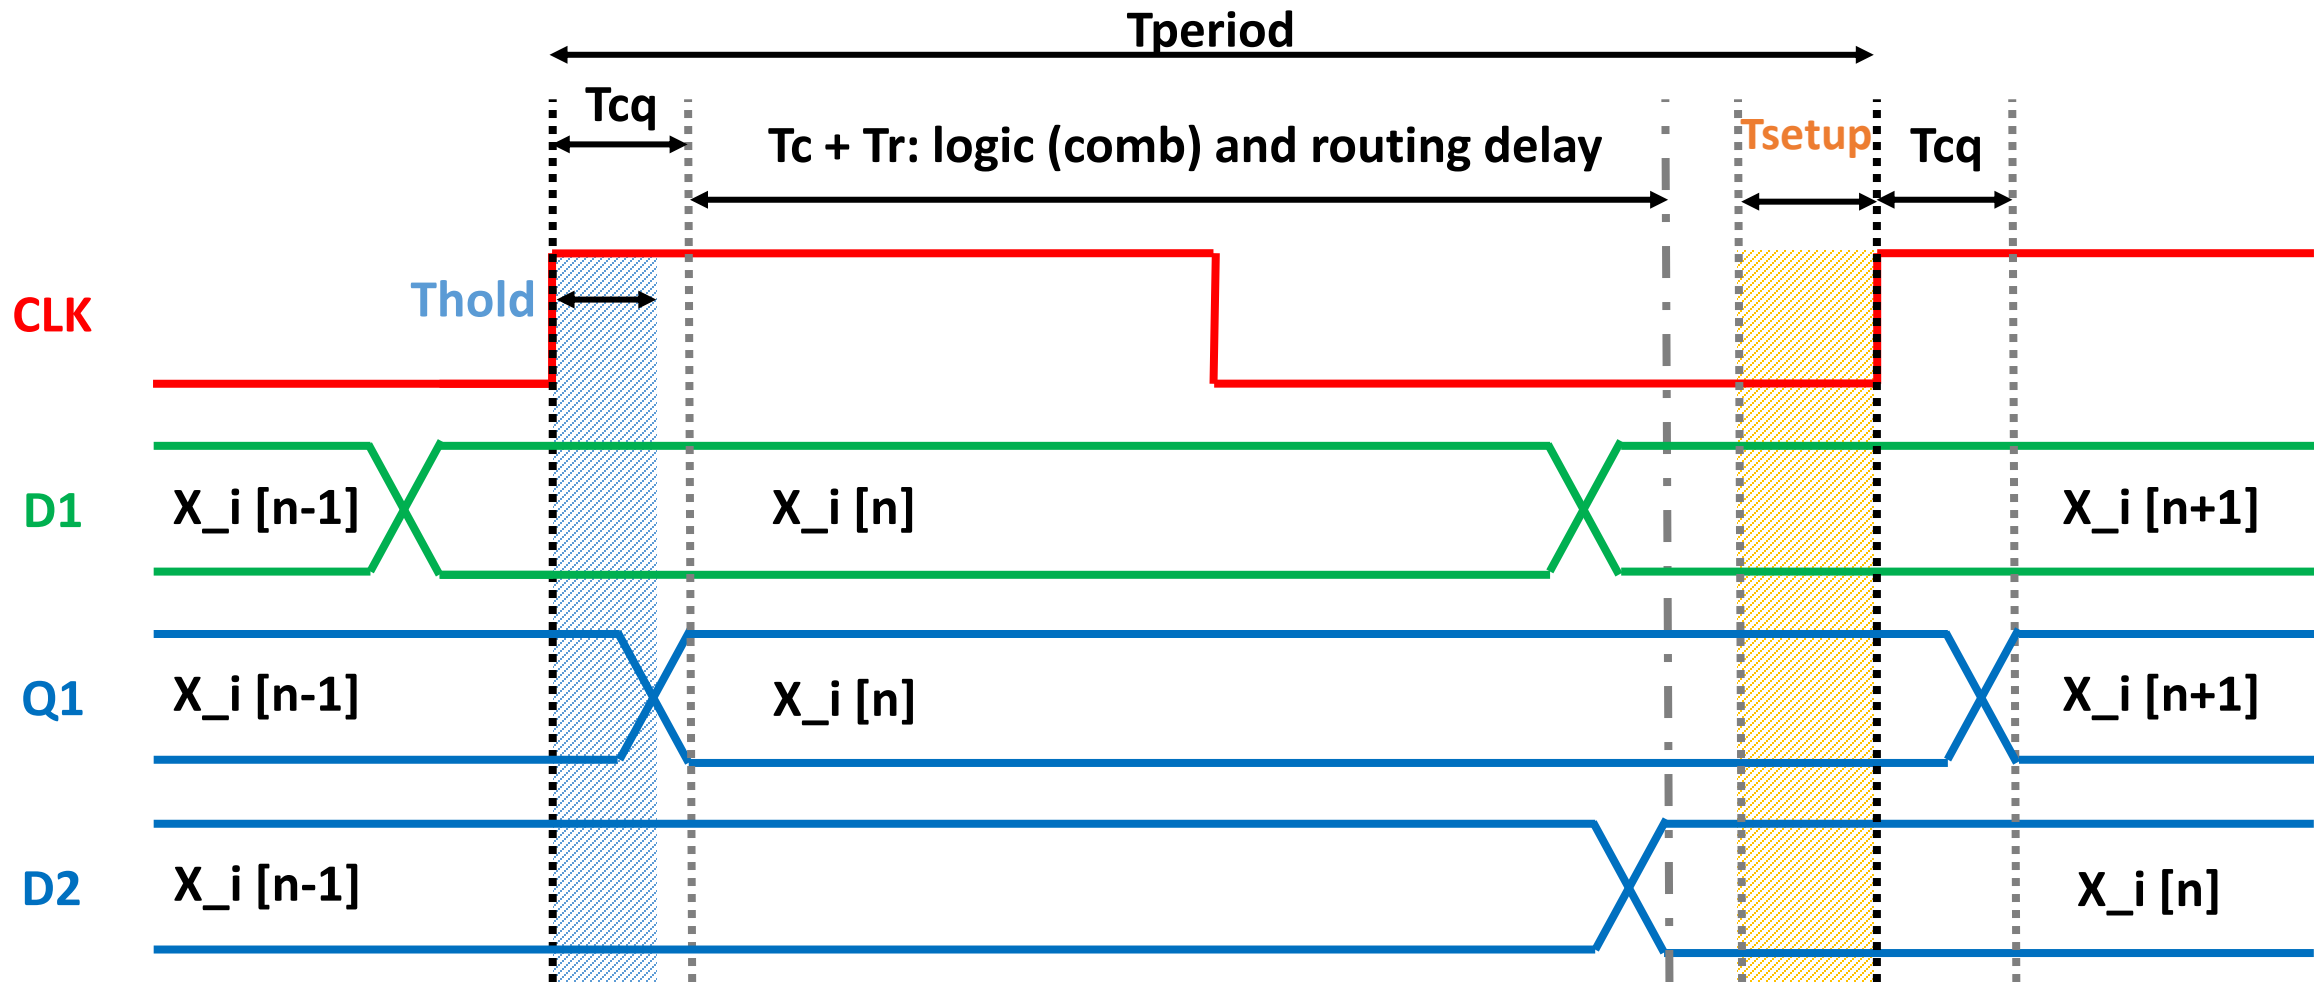 Tperiod
Tcq
Tc + Tr: logic (comb) and routing delay
Tsetup
Tcq
Thold
CLK
D1
X_i [n-1]
X_i [n]
X_i [n+1]
Q1
X_i [n-1]
X_i [n]
X_i [n+1]
D2
X_i [n-1]
X_i [n]